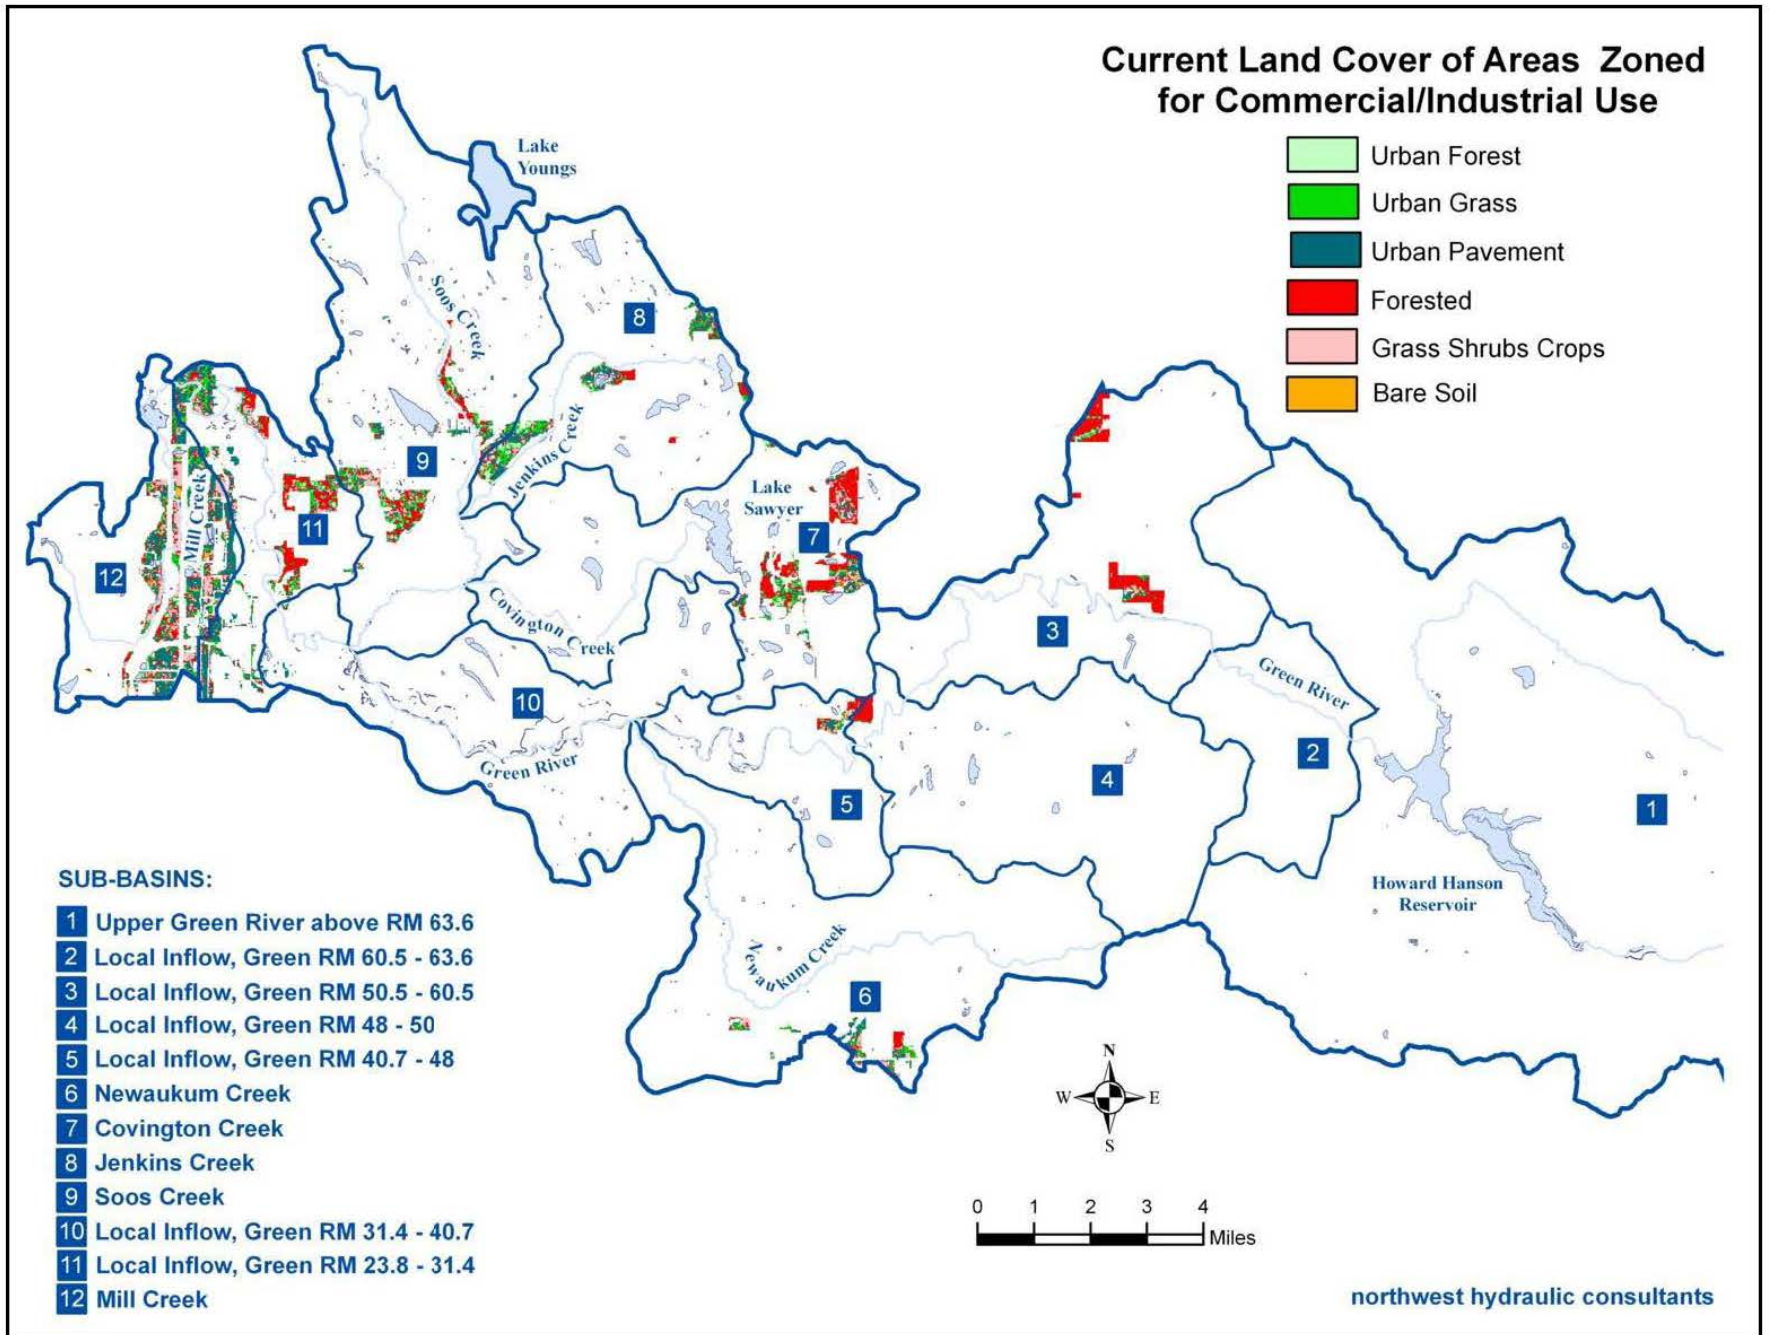 Current Land Cover of Areas Zoned
for Commercial/Industrial Use
Urban Forest
Urban Grass
Urban Pavement
Forested
Grass Shrubs Crops
Bare Soil
Lake
Youngs
Soos Creek
8
Jenkins Creek
9
Lake
Sawyer
7
Mill Creek
11
12
Covington Creek
3
Green River
10
2
Green River
4
5
1
Howard Hanson
Reservoir
Newaukum Creek
6
SUB-BASINS:
1 Upper Green River above RM 63.6
2 Local Inflow, Green RM 60.5 - 63.6
3 Local Inflow, Green RM 50.5 - 60.5
4 Local Inflow, Green RM 48 - 50
5 Local Inflow, Green RM 40.7 - 48
6 Newaukum Creek
7 Covington Creek
8 Jenkins Creek
9 Soos Creek
10 Local Inflow, Green RM 31.4 - 40.7
11 Local Inflow, Green RM 23.8 - 31.4
12 Mill Creek
N
W E
S
0 1 2 3 4
Miles
northwest hydraulic consultants